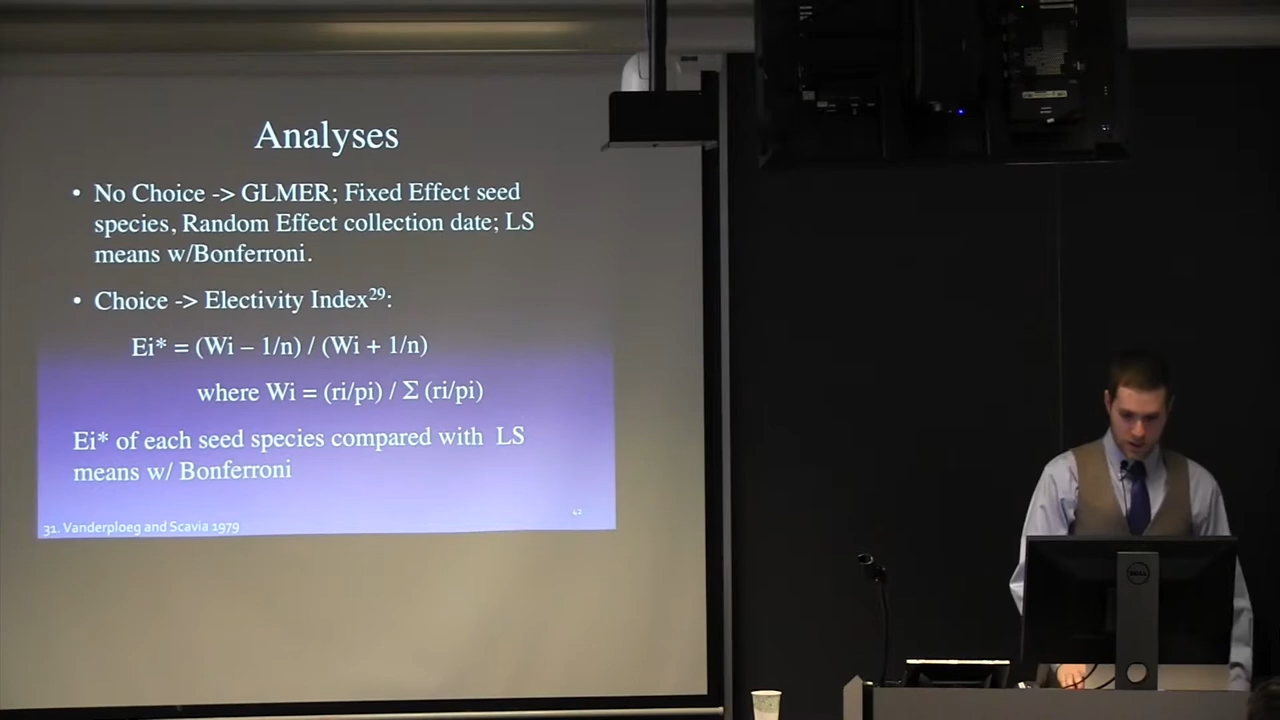 Analyses
• No Choice -> GLMER; Fixed Effect seed
species, Random Effect collection date; LS
means w/Bonferroni.
• Choice -> Electivity Index²⁹:
Ei* = (Wi – 1/n) / (Wi + 1/n)
where Wi = (ri/pi) / Σ (ri/pi)
Ei* of each seed species compared with LS
means w/ Bonferroni
31. Vanderploeg and Scavia 1979
42
DELL